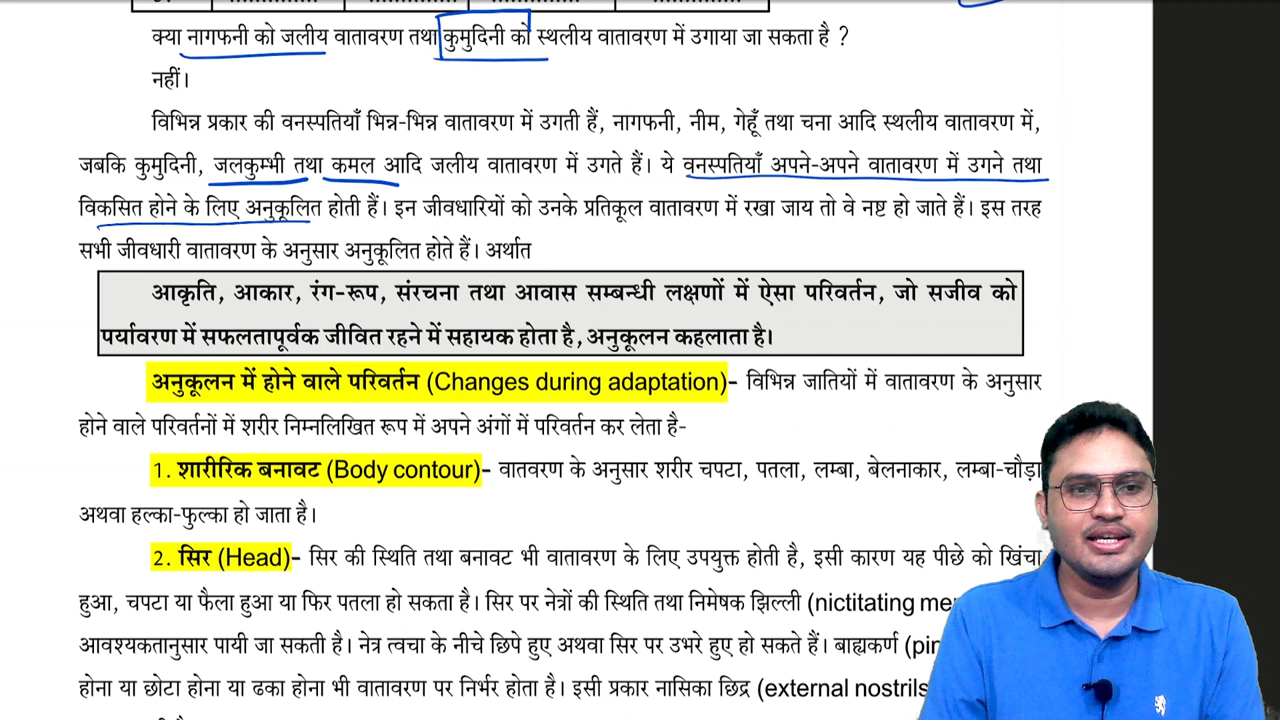 क्या नागफनी को जलीय वातावरण तथा कुमुदिनी को स्थलीय वातावरण में उगाया जा सकता है ?
नहीं।
विभिन्न प्रकार की वनस्पतियाँ भिन्न-भिन्न वातावरण में उगती हैं, नागफनी, नीम, गेहूँ तथा चना आदि स्थलीय वातावरण में,
जबकि कुमुदिनी, जलकुम्भी तथा कमल आदि जलीय वातावरण में उगते हैं। ये वनस्पतियाँ अपने-अपने वातावरण में उगने तथा
विकसित होने के लिए अनुकूलित होती हैं। इन जीवधारियों को उनके प्रतिकूल वातावरण में रखा जाय तो वे नष्ट हो जाते हैं। इस तरह
सभी जीवधारी वातावरण के अनुसार अनुकूलित होते हैं। अर्थात
आकृति, आकार, रंग-रूप, संरचना तथा आवास सम्बन्धी लक्षणों में ऐसा परिवर्तन, जो सजीव को
पर्यावरण में सफलतापूर्वक जीवित रहने में सहायक होता है, अनुकूलन कहलाता है।
अनुकूलन में होने वाले परिवर्तन (Changes during adaptation)- विभिन्न जातियों में वातावरण के अनुसार
होने वाले परिवर्तनों में शरीर निम्नलिखित रूप में अपने अंगों में परिवर्तन कर लेता है-
1. शारीरिक बनावट (Body contour)- वातवरण के अनुसार शरीर चपटा, पतला, लम्बा, बेलनाकार, लम्बा-चौड़ा
अथवा हल्का-फुल्का हो जाता है।
2. सिर (Head)- सिर की स्थिति तथा बनावट भी वातावरण के लिए उपयुक्त होती है, इसी कारण यह पीछे को खिंचा
हुआ, चपटा या फैला हुआ या फिर पतला हो सकता है। सिर पर नेत्रों की स्थिति तथा निमेषक झिल्ली (nictitating
आवश्यकतानुसार पायी जा सकती है। नेत्र त्वचा के नीचे छिपे हुए अथवा सिर पर उभरे हुए हो सकते हैं। बाह्यकर्ण
होना या छोटा होना या ढका होना भी वातावरण पर निर्भर होता है। इसी प्रकार नासिका छिद्र (external nostrils